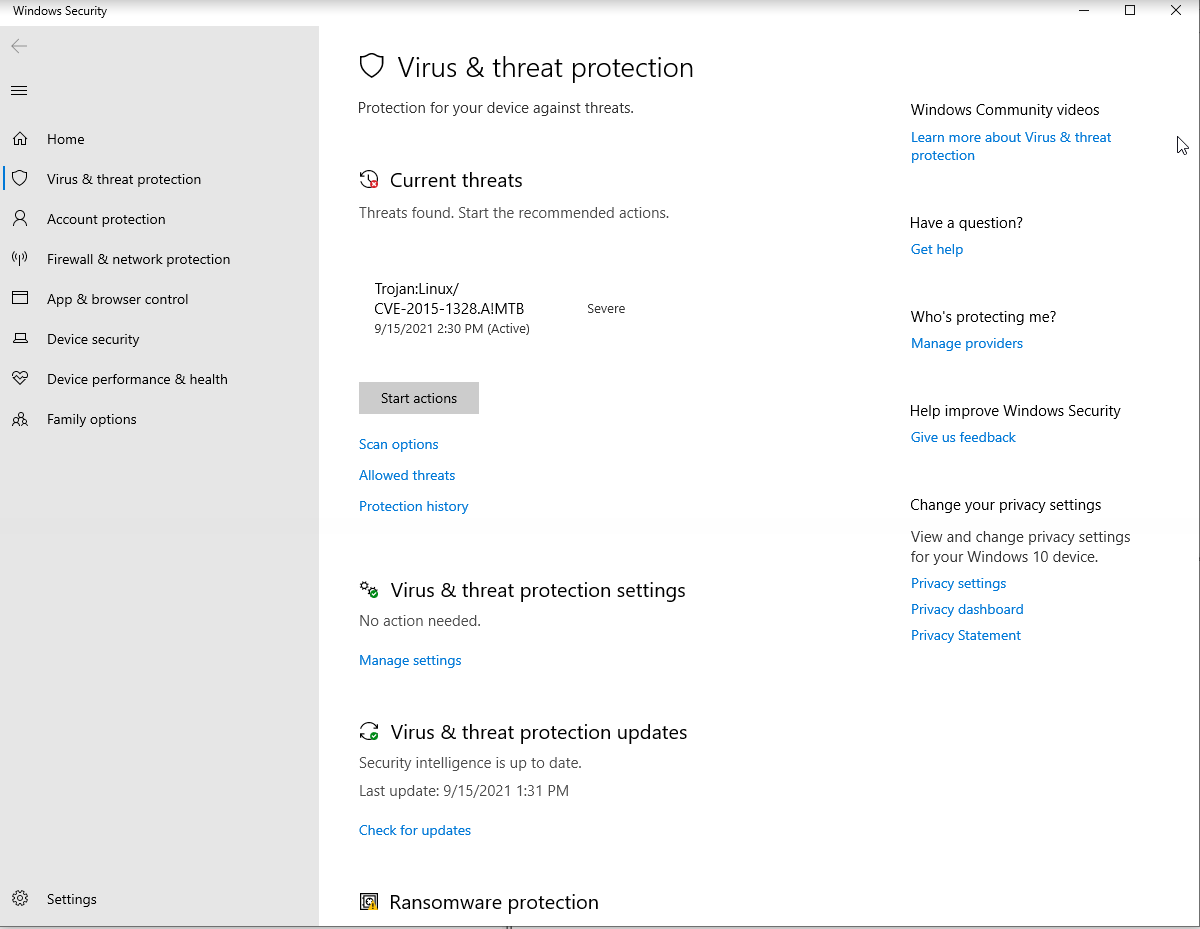 Windows Security
Home
Virus & threat protection
Account protection
Firewall & network protection
App & browser control
Device security
Device performance & health
Family options
Settings
Virus & threat protection
Protection for your device against threats.
Current threats
Threats found. Start the recommended actions.
Trojan:Linux/
CVE-2015-1328.A!MTB
Severe
9/15/2021 2:30 PM (Active)
Start actions
Scan options
Allowed threats
Protection history
Virus & threat protection settings
No action needed.
Manage settings
Virus & threat protection updates
Security intelligence is up to date.
Last update: 9/15/2021 1:31 PM
Check for updates
Ransomware protection
Windows Community videos
Learn more about Virus & threat
protection
Have a question?
Get help
Who's protecting me?
Manage providers
Help improve Windows Security
Give us feedback
Change your privacy settings
View and change privacy settings
for your Windows 10 device.
Privacy settings
Privacy dashboard
Privacy Statement